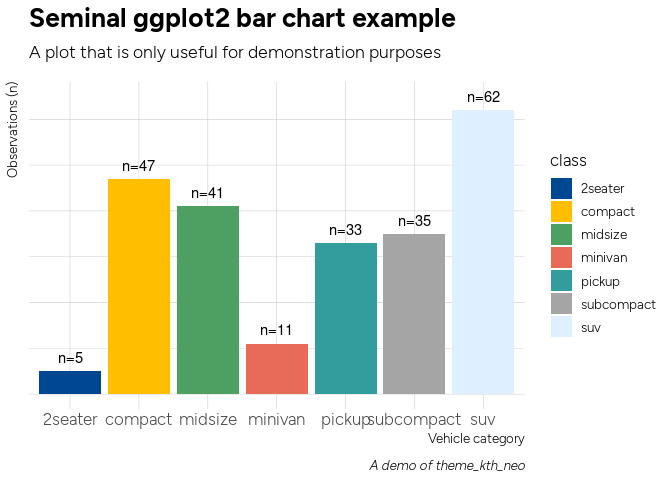 Seminal ggplot2 bar chart example
A plot that is only useful for demonstration purposes
Observations (n)
n=5
n=47
n=41
n=11
n=33
n=35
n=62
2seater compact midsize minivan pickup subcompact suv
Vehicle category
A demo of theme_kth_neo
class
2seater
compact
midsize
minivan
pickup
subcompact
suv